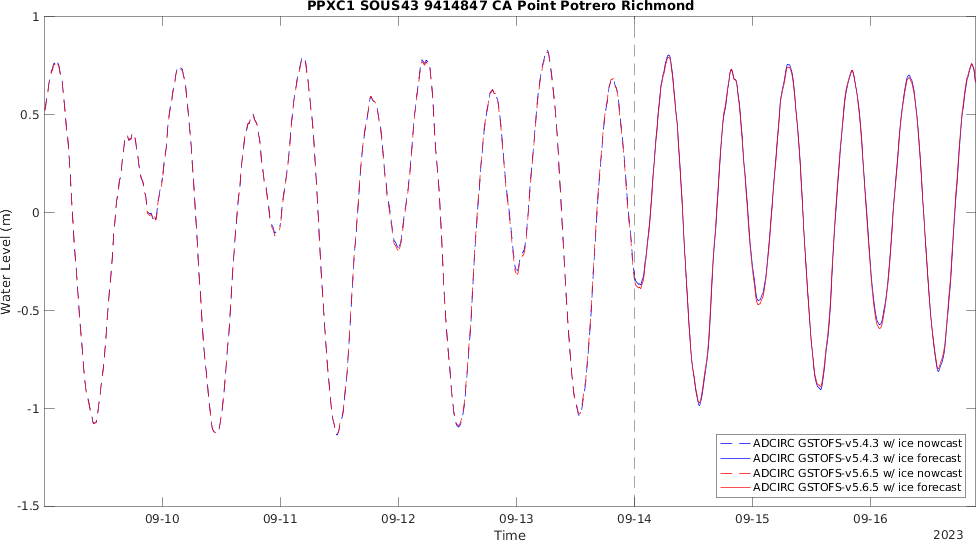 PPXC1 SOUS43 9414847 CA Point Potrero Richmond
1
0.5
0
-0.5
-1
-1.5
Water Level (m)
09-10
09-11
09-12
09-13
09-14
09-15
09-16
Time
2023
ADCIRC GSTOFS-v5.4.3 w/ ice nowcast
ADCIRC GSTOFS-v5.4.3 w/ ice forecast
ADCIRC GSTOFS-v5.6.5 w/ ice nowcast
ADCIRC GSTOFS-v5.6.5 w/ ice forecast